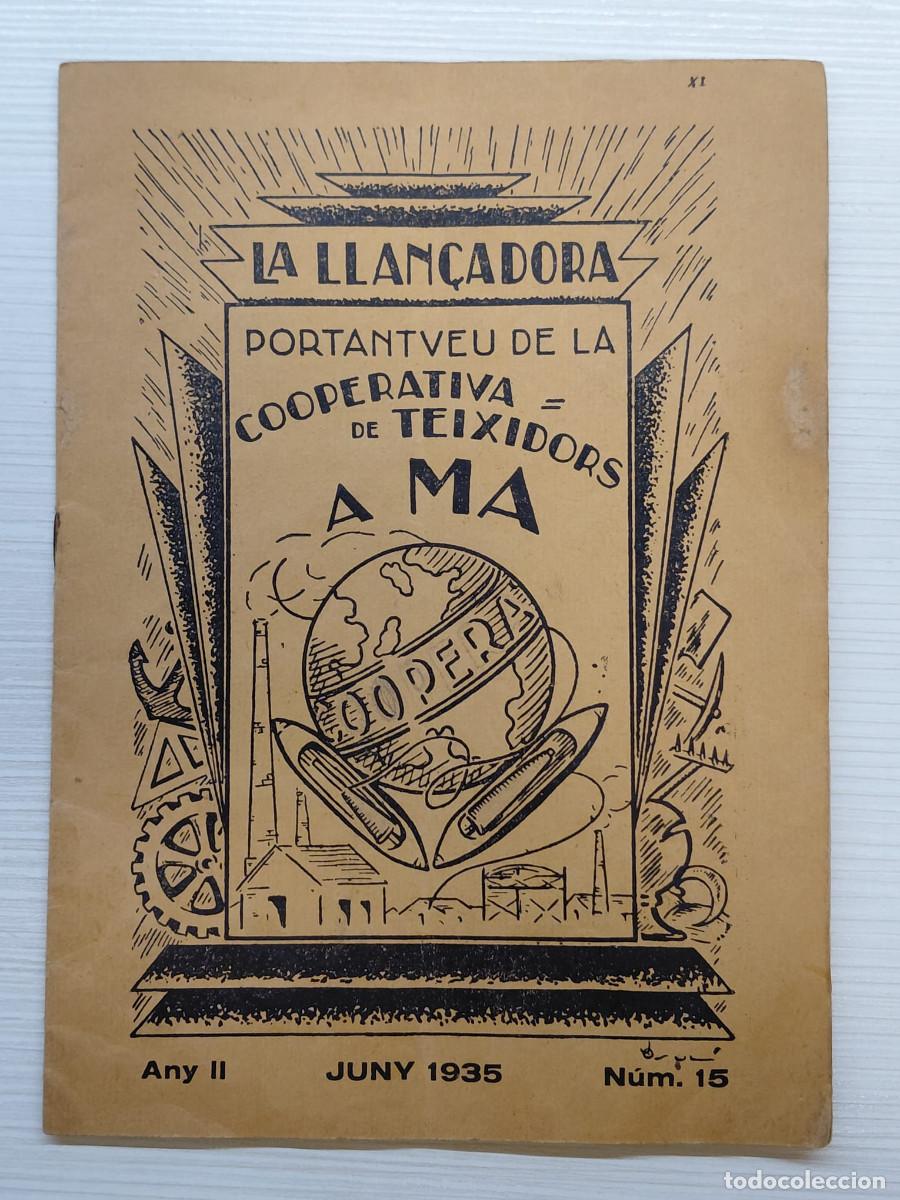 XI
LA LLANÇADORA
PORTANTVEU DE LA
COOPERATIVA =
DE TEIXIDORS
A MA
COOPERA
Any II JUNY 1935 Núm. 15
todocoleccion